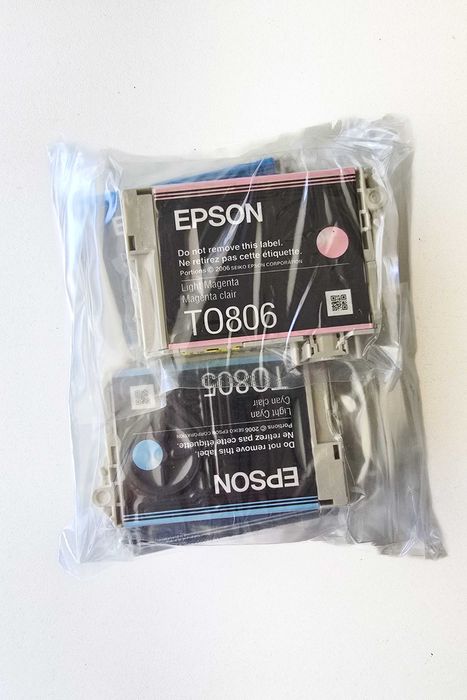 EPSON
Do not remove this label.
Ne retirez pas cette étiquette.
Portions © 2006 SEIKO EPSON CORPORATION
Light Magenta
Magenta clair
T0806
T0805
Cyan clair
Light Cyan
Portions © 2006 SEIKO EPSON CORPORATION
Ne retirez pas cette étiquette.
Do not remove this label.
EPSON